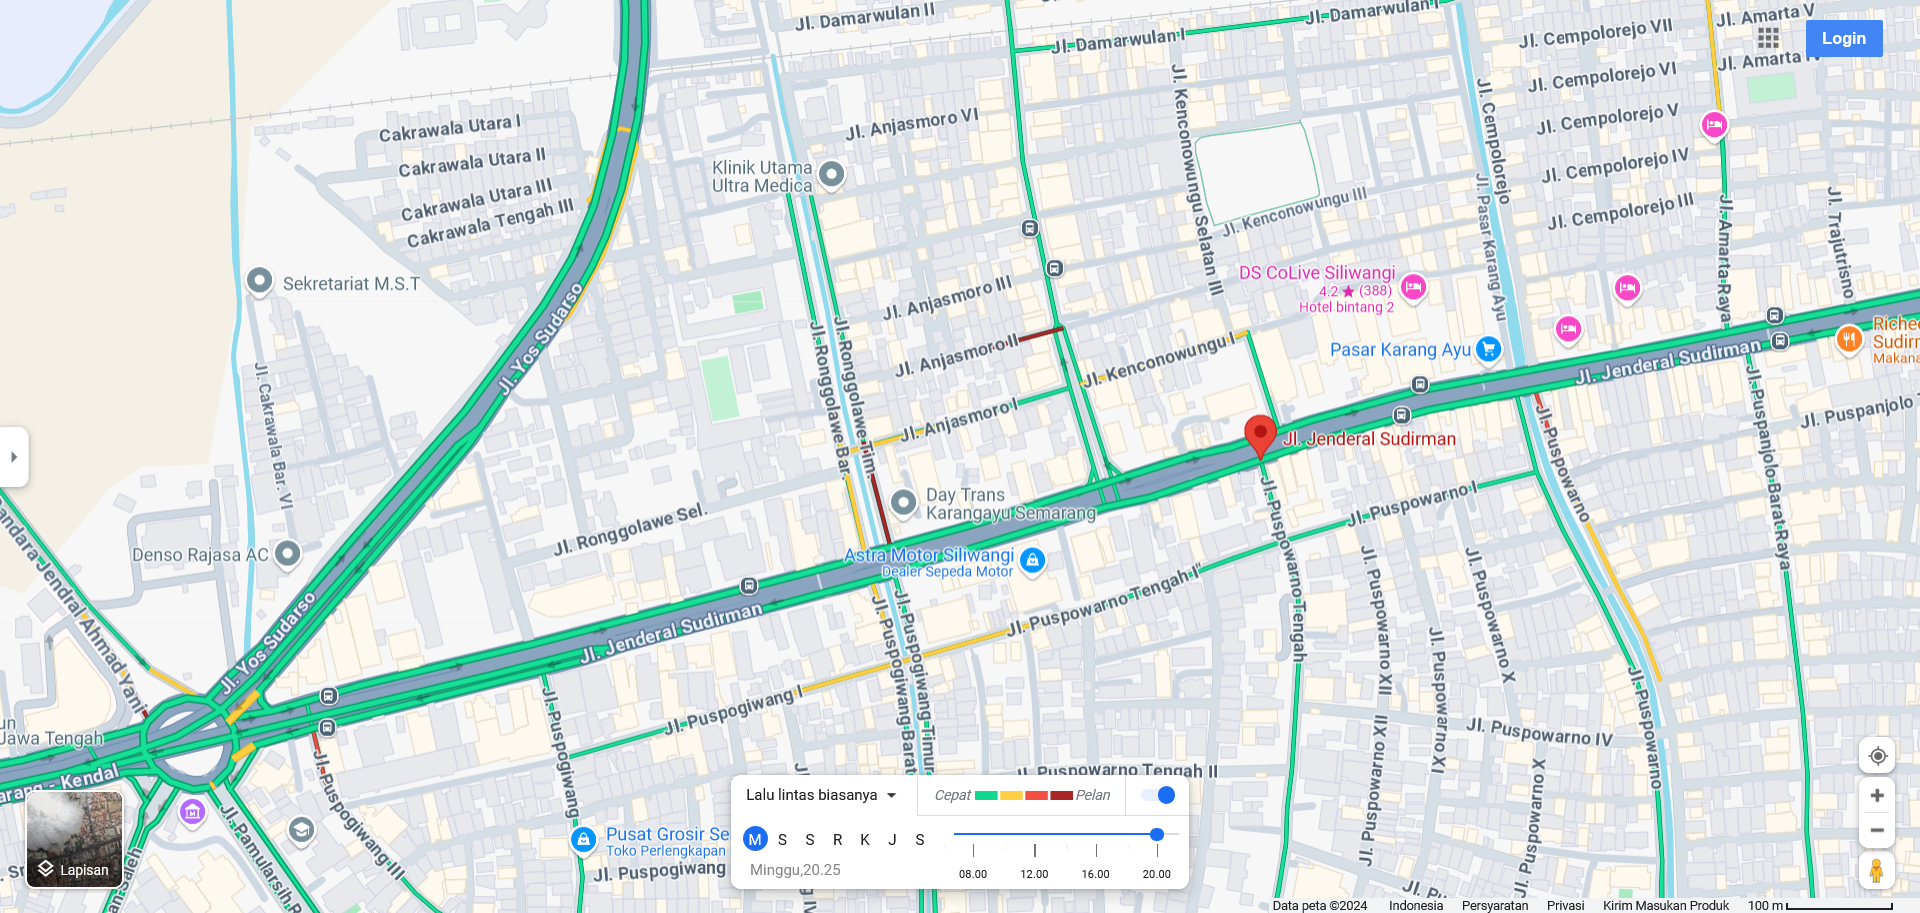 Jl. Damarwulan II
Jl. Damarwulan I
Jl. Damarwulan I
Jl. Amarta V
Jl. Cempolorejo VII
Login
Jl. Amarta IV
Jl. Cempolorejo VI
Jl. Kenconowungu Selatan III
Jl. Cempolorejo
Jl. Cempolorejo V
Cakrawala Utara I
Jl. Anjasmoro VI
Cakrawala Utara II
Klinik Utama
Ultra Medica
Jl. Cempolorejo IV
Cakrawala Utara III
Jl. Kenconowungu III
Jl. Pasar Karang Ayu
Jl. Cempolorejo III
Jl. Amarta Raya
Jl. Trajutrisno
Cakrawala Tengah III
Sekretariat M.S.T
Jl. Anjasmoro III
DS CoLive Siliwangi
4.2 ★ (388)
Hotel bintang 2
Jl. Yos Sudarso
Jl. Ronggolawe Bar.
Jl. Ronggolawe Tim.
Jl. Anjasmoro II
Jl. Kenconowungu I
Pasar Karang Ayu
Jl. Jenderal Sudirman
Jl. Cakrawala Bar. VI
Jl. Anjasmoro I
Jl. Jenderal Sudirman
Jl. Puspowarno
Jl. Puspanjolo Barat Raya
Jl. Puspanjolo
Day Trans
Karangayu Semarang
Jl. Puspowarno I
Jl. Ronggolawe Sel.
Denso Rajasa AC
Astra Motor Siliwangi
Dealer Sepeda Motor
Jl. Puspowarno Tengah I
Jl. Puspowarno Tengah
Jl. Puspowarno XIII
Jl. Puspowarno X
Jl. Puspowarno XI
Jl. Yos Sudarso
Jl. Jenderal Sudirman
Jl. Puspogiwang Barat
Jl. Puspogiwang Timur
Jl. Puspogiwang I
Jl. Puspogiwang
Jl. Puspowarno IV
Jl. Puspowarno
Jl. Puspowarno XII
Jl. Puspowarno X
Jawa Tengah
Kendal
Jl. Puspogiwang III
Jl. Puspowarno Tengah II
Lalu lintas biasanya
Cepat
Pelan
M S S R K J S
Minggu,20.25
08.00 12.00 16.00 20.00
Pusat Grosir Se
Toko Perlengkapan
Jl. Puspogiwang
Lapisan
Data peta ©2024 Indonesia Persyaratan Privasi Kirim Masukan Produk 100 m